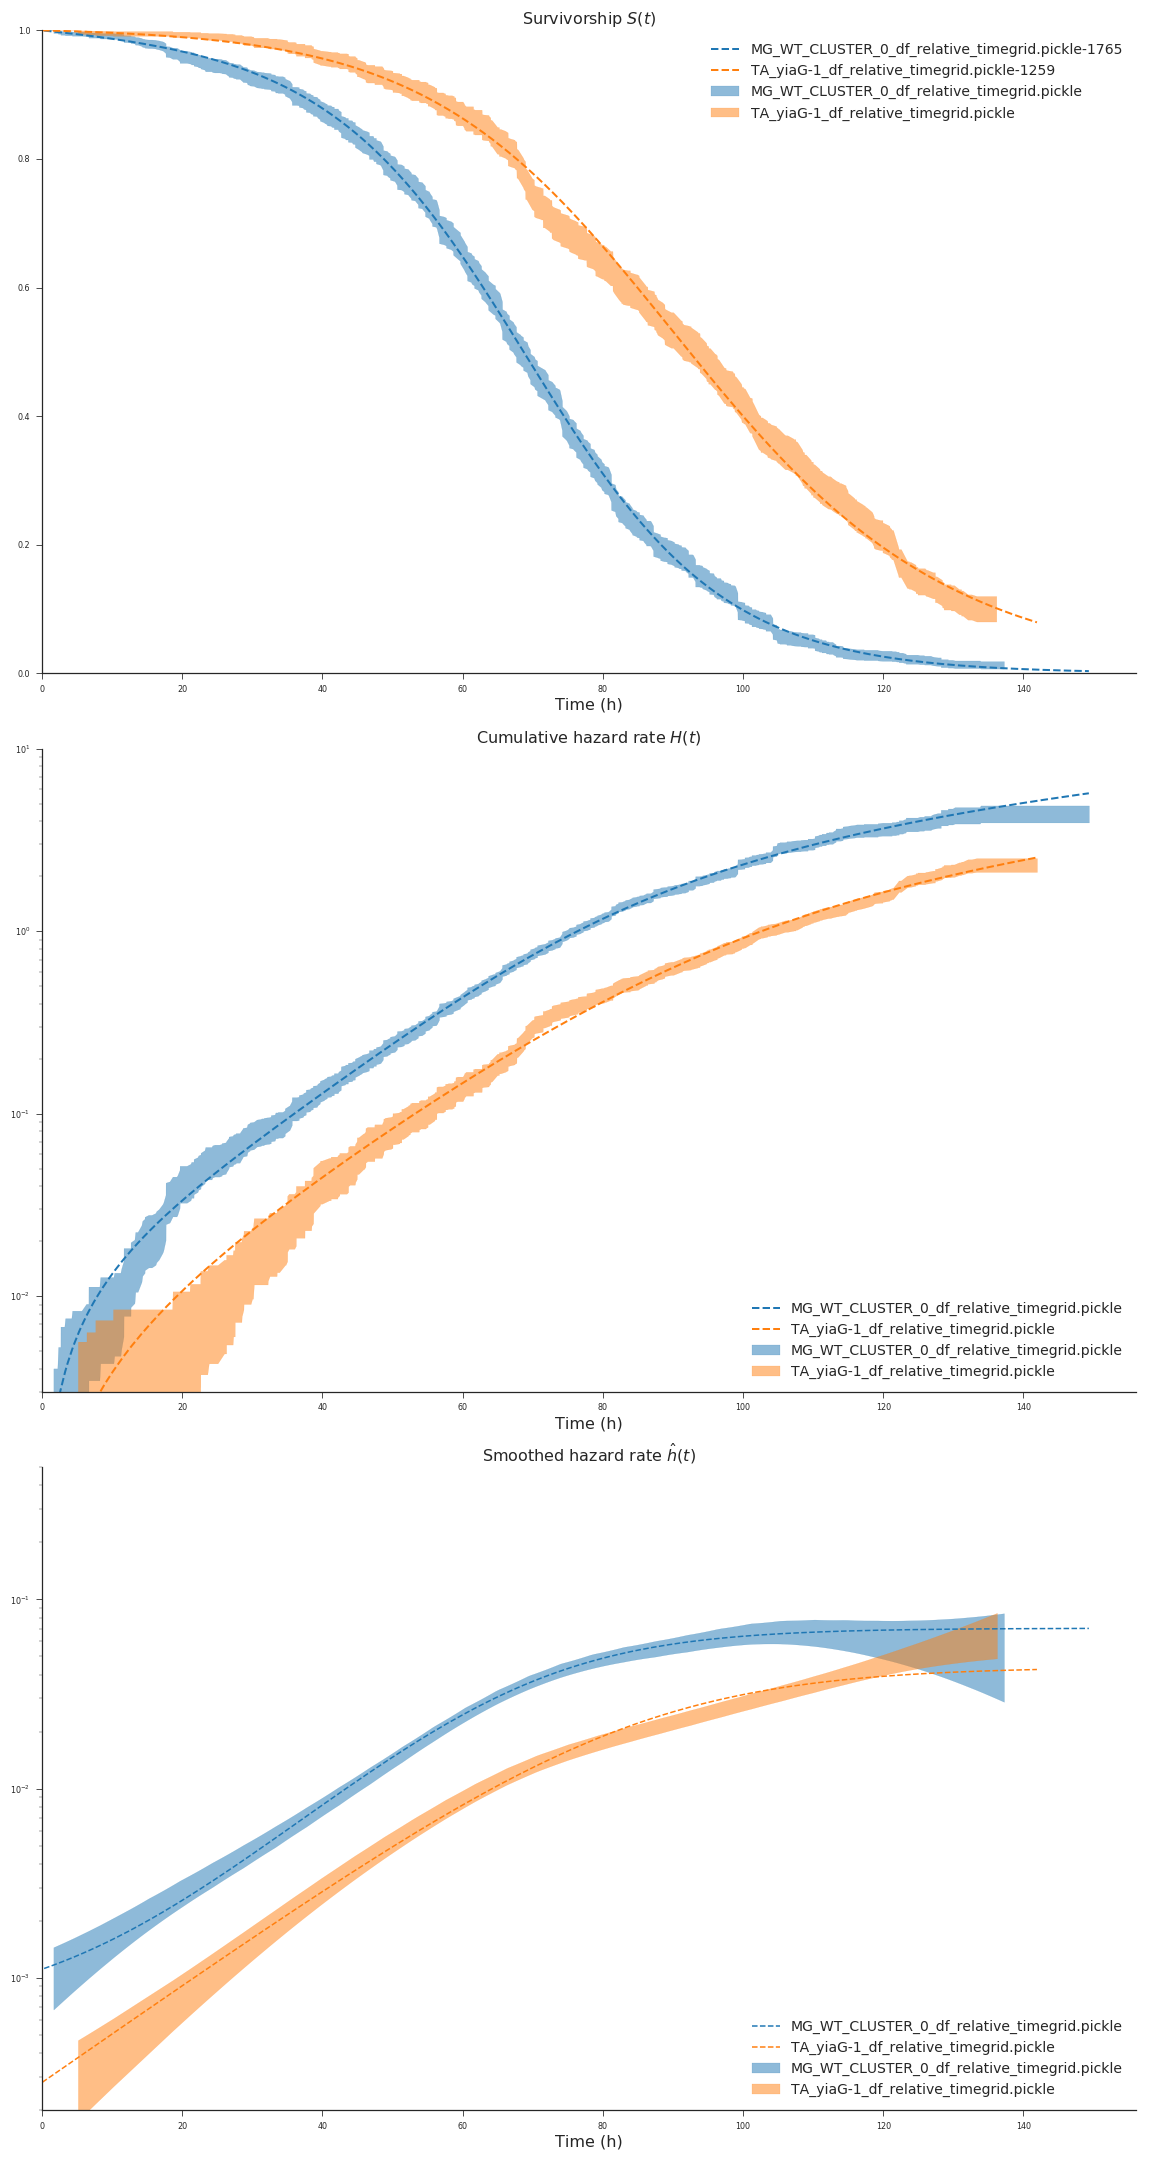 Survivorship S(t)
1.0
MG_WT_CLUSTER_0_df_relative_timegrid.pickle-1765
TA_yiaG-1_df_relative_timegrid.pickle-1259
MG_WT_CLUSTER_0_df_relative_timegrid.pickle
TA_yiaG-1_df_relative_timegrid.pickle
0.8
0.6
0.4
0.2
0.0
0 20 40 60 80 100 120 140
Time (h)
Cumulative hazard rate H(t)
10¹
10⁰
10⁻¹
10⁻²
MG_WT_CLUSTER_0_df_relative_timegrid.pickle
TA_yiaG-1_df_relative_timegrid.pickle
MG_WT_CLUSTER_0_df_relative_timegrid.pickle
TA_yiaG-1_df_relative_timegrid.pickle
0 20 40 60 80 100 120 140
Time (h)
Smoothed hazard rate ĥ(t)
10⁻¹
10⁻²
10⁻³
MG_WT_CLUSTER_0_df_relative_timegrid.pickle
TA_yiaG-1_df_relative_timegrid.pickle
MG_WT_CLUSTER_0_df_relative_timegrid.pickle
TA_yiaG-1_df_relative_timegrid.pickle
0 20 40 60 80 100 120 140
Time (h)